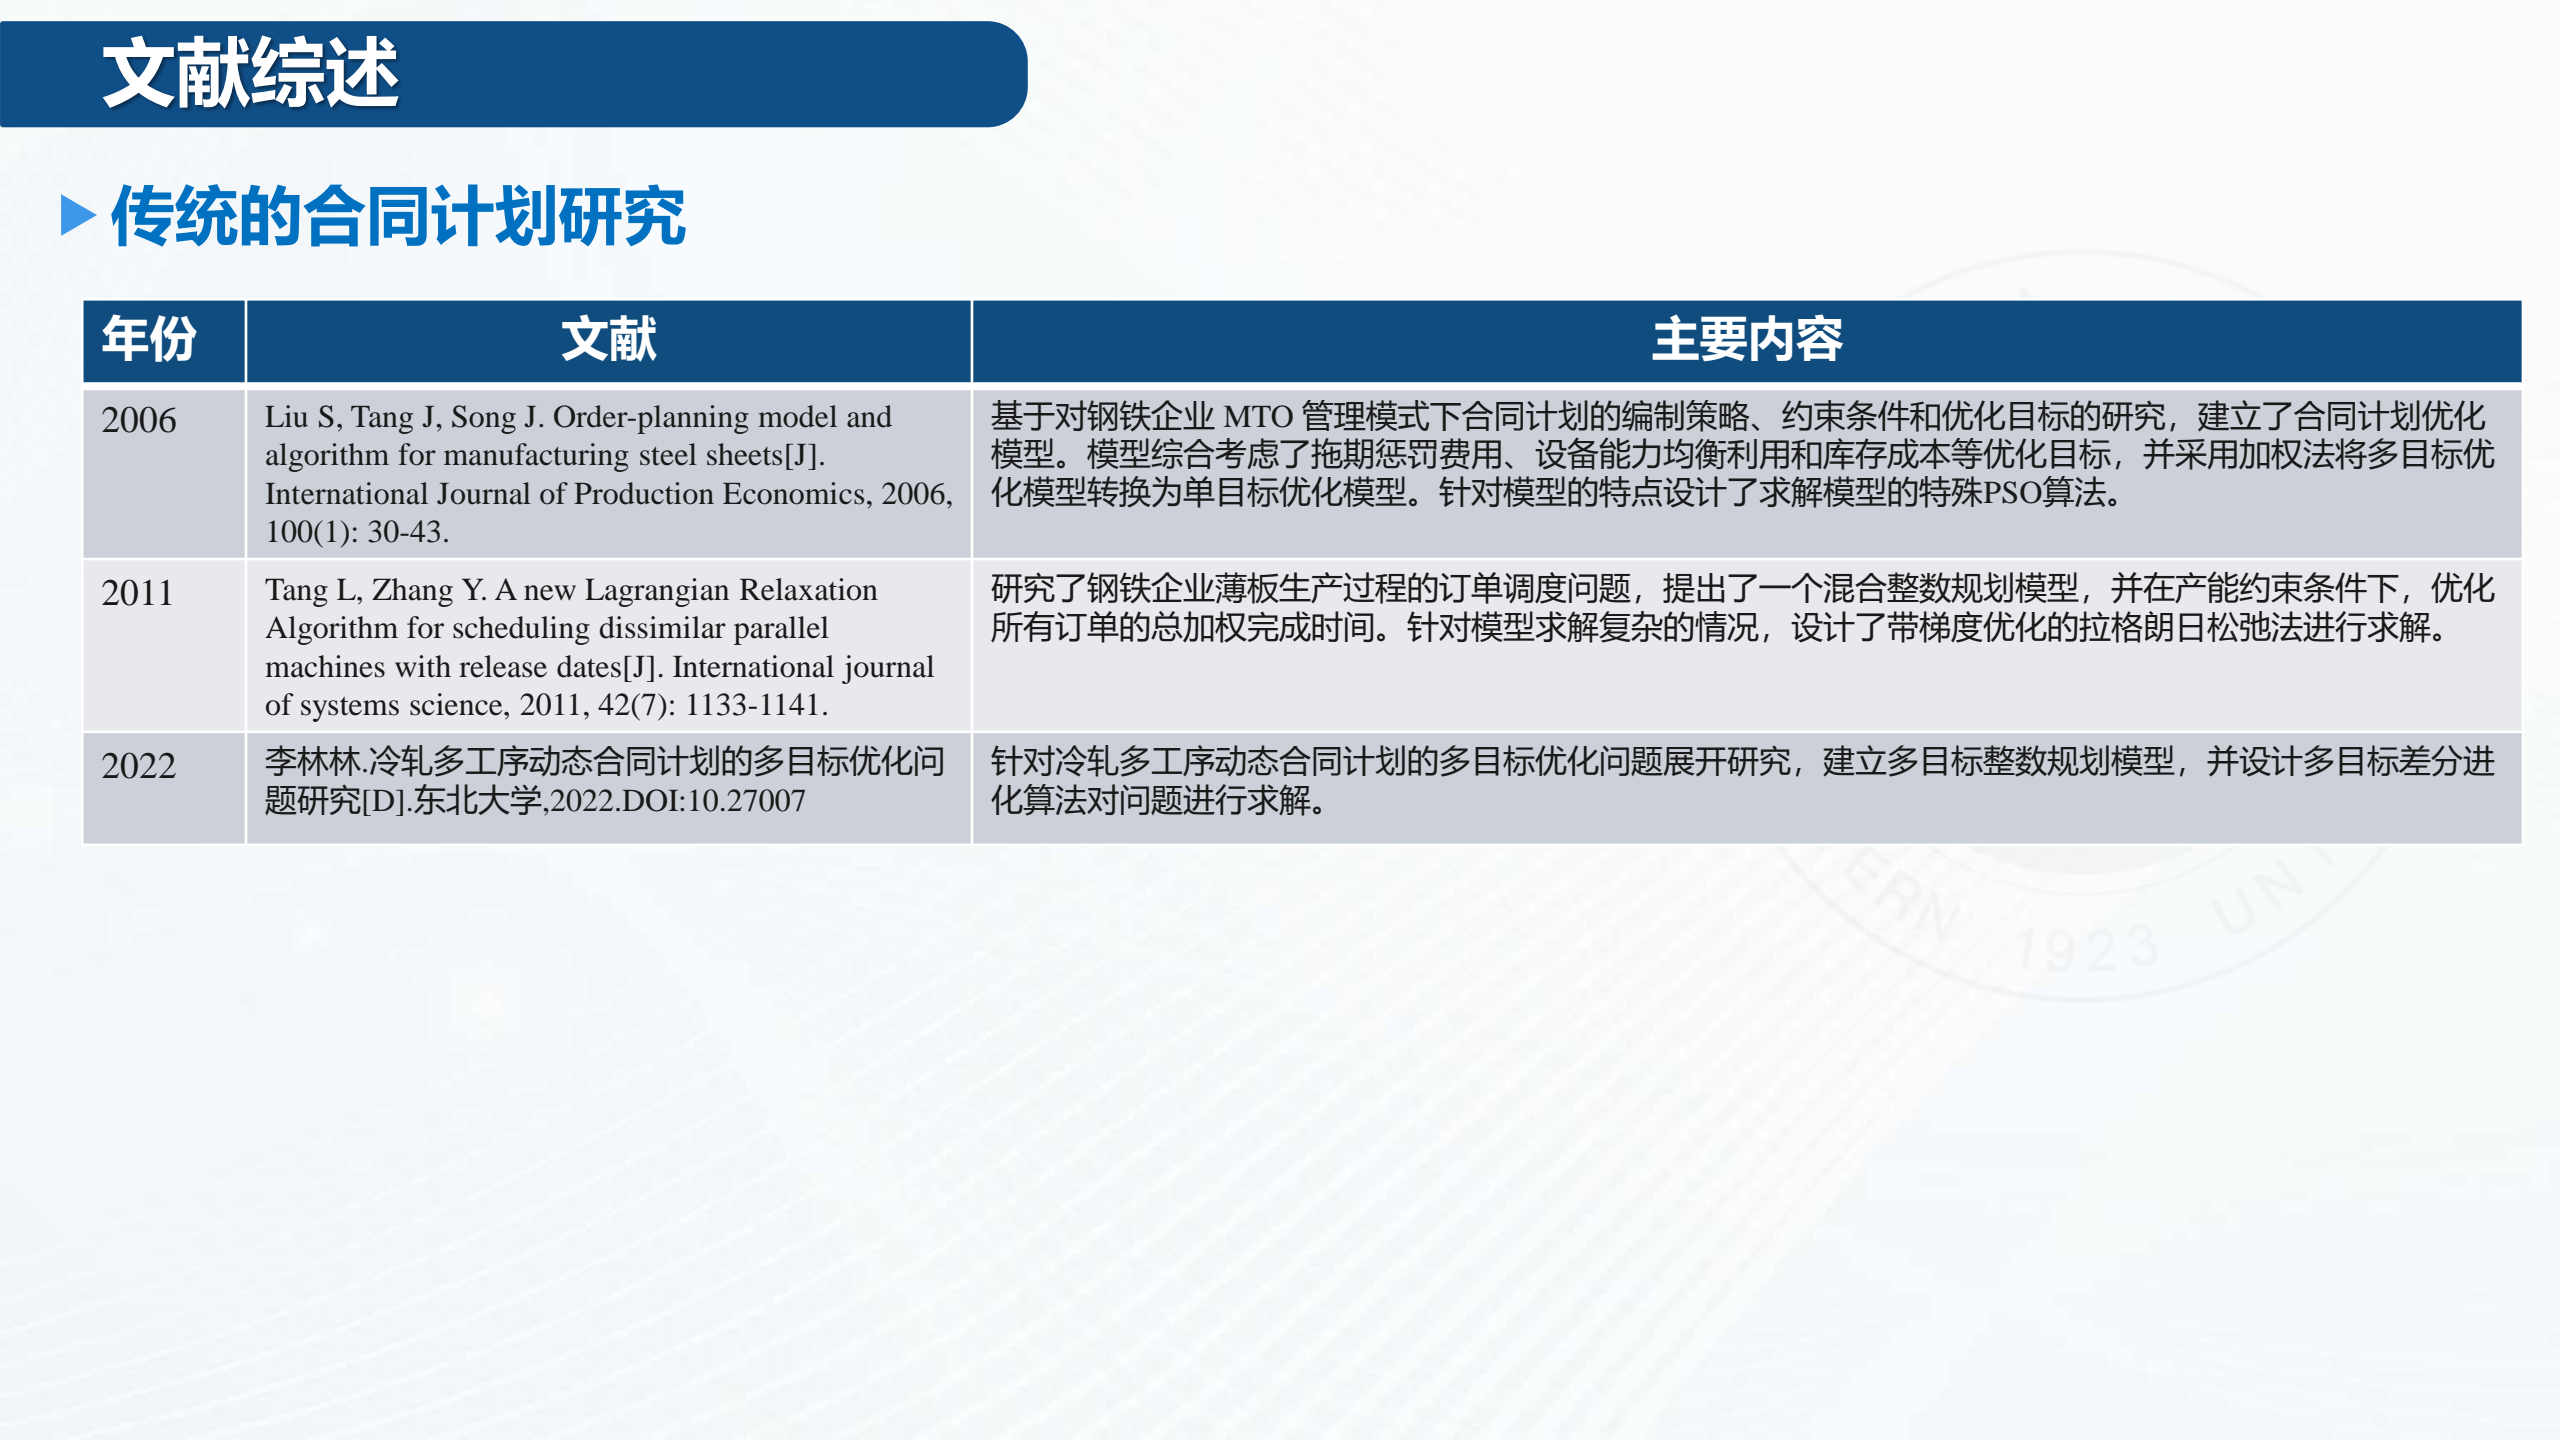 文献综述
传统的合同计划研究
年份
文献
主要内容
2006
Liu S, Tang J, Song J. Order-planning model and
algorithm for manufacturing steel sheets[J].
International Journal of Production Economics, 2006,
100(1): 30-43.
基于对钢铁企业 MTO 管理模式下合同计划的编制策略、约束条件和优化目标的研究，建立了合同计划优化
模型。模型综合考虑了拖期惩罚费用、设备能力均衡利用和库存成本等优化目标，并采用加权法将多目标优
化模型转换为单目标优化模型。针对模型的特点设计了求解模型的特殊PSO算法。
2011
Tang L, Zhang Y. A new Lagrangian Relaxation
Algorithm for scheduling dissimilar parallel
machines with release dates[J]. International journal
of systems science, 2011, 42(7): 1133-1141.
研究了钢铁企业薄板生产过程的订单调度问题，提出了一个混合整数规划模型，并在产能约束条件下，优化
所有订单的总加权完成时间。针对模型求解复杂的情况，设计了带梯度优化的拉格朗日松弛法进行求解。
2022
李林林.冷轧多工序动态合同计划的多目标优化问
题研究[D].东北大学,2022.DOI:10.27007
针对冷轧多工序动态合同计划的多目标优化问题展开研究，建立多目标整数规划模型，并设计多目标差分进
化算法对问题进行求解。
ERN 1923 UNI